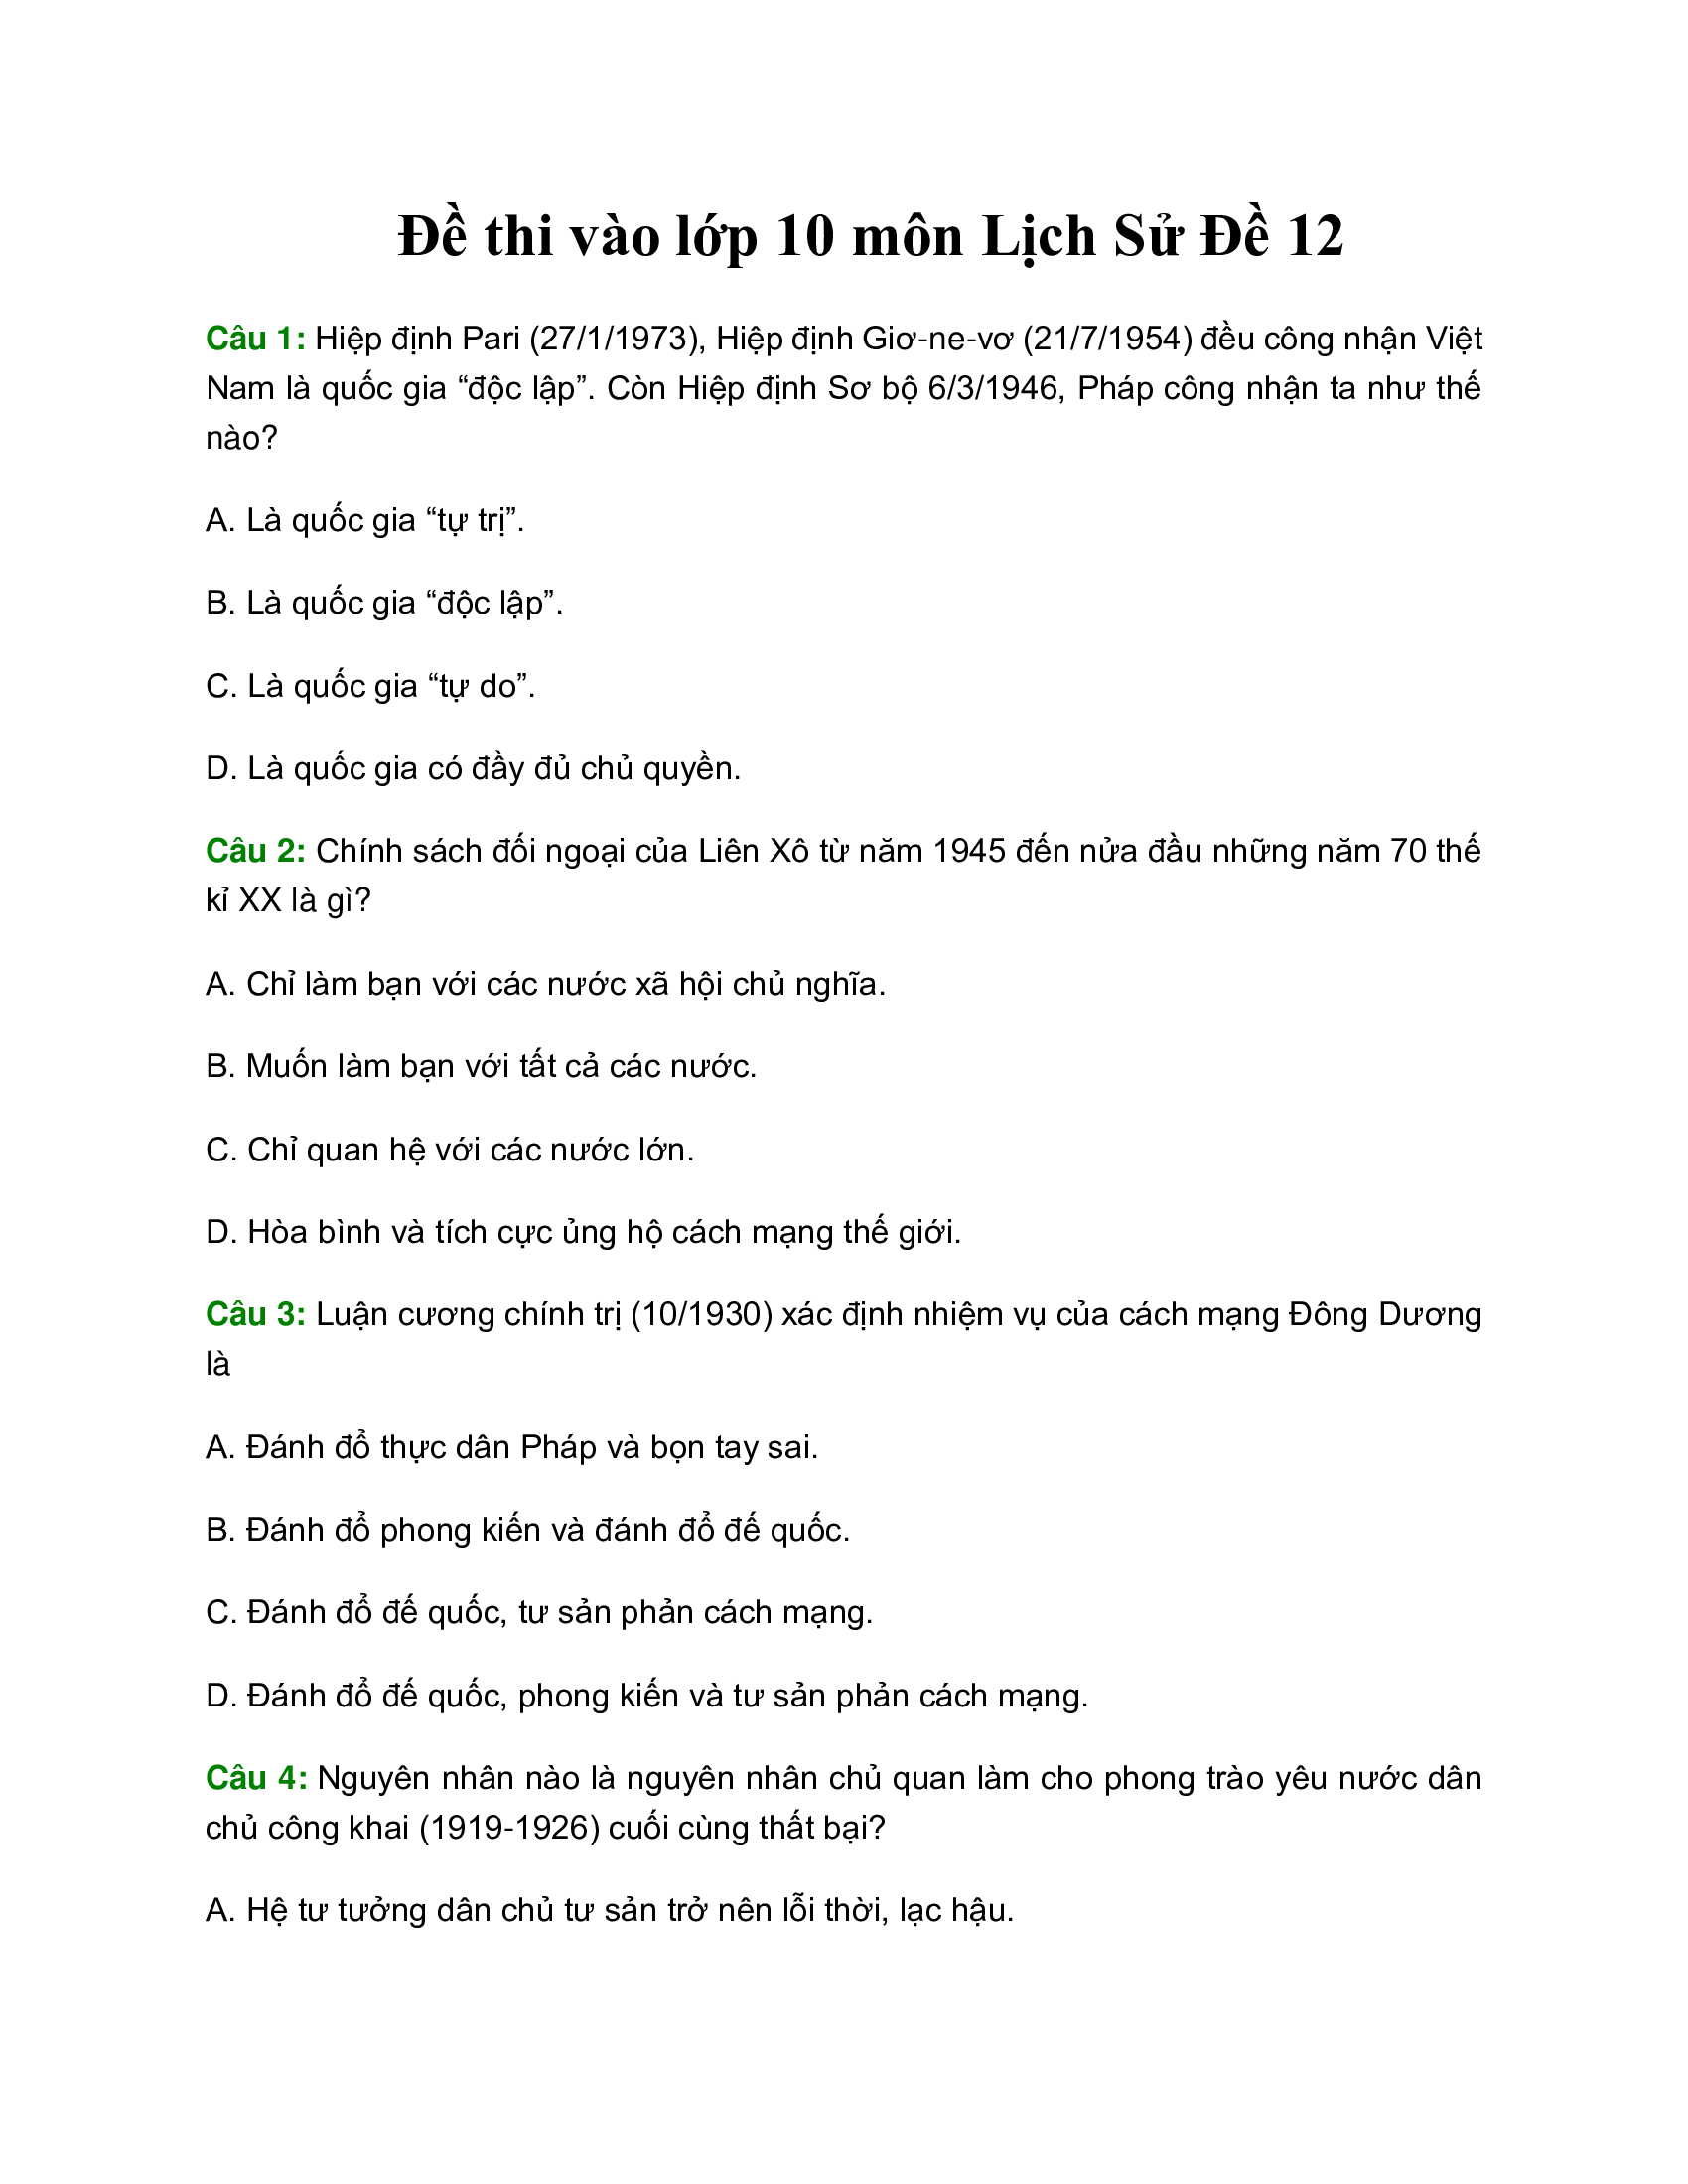 Đề thi vào lớp 10 môn Lịch Sử Đề 12
Câu 1: Hiệp định Pari (27/1/1973), Hiệp định Giơ-ne-vơ (21/7/1954) đều công nhận Việt
Nam là quốc gia “độc lập”. Còn Hiệp định Sơ bộ 6/3/1946, Pháp công nhận ta như thế
nào?
A. Là quốc gia “tự trị”.
B. Là quốc gia “độc lập”.
C. Là quốc gia “tự do”.
D. Là quốc gia có đầy đủ chủ quyền.
Câu 2: Chính sách đối ngoại của Liên Xô từ năm 1945 đến nửa đầu những năm 70 thế
kỉ XX là gì?
A. Chỉ làm bạn với các nước xã hội chủ nghĩa.
B. Muốn làm bạn với tất cả các nước.
C. Chỉ quan hệ với các nước lớn.
D. Hòa bình và tích cực ủng hộ cách mạng thế giới.
Câu 3: Luận cương chính trị (10/1930) xác định nhiệm vụ của cách mạng Đông Dương
là
A. Đánh đổ thực dân Pháp và bọn tay sai.
B. Đánh đổ phong kiến và đánh đổ đế quốc.
C. Đánh đổ đế quốc, tư sản phản cách mạng.
D. Đánh đổ đế quốc, phong kiến và tư sản phản cách mạng.
Câu 4: Nguyên nhân nào là nguyên nhân chủ quan làm cho phong trào yêu nước dân
chủ công khai (1919-1926) cuối cùng thất bại?
A. Hệ tư tưởng dân chủ tư sản trở nên lỗi thời, lạc hậu.